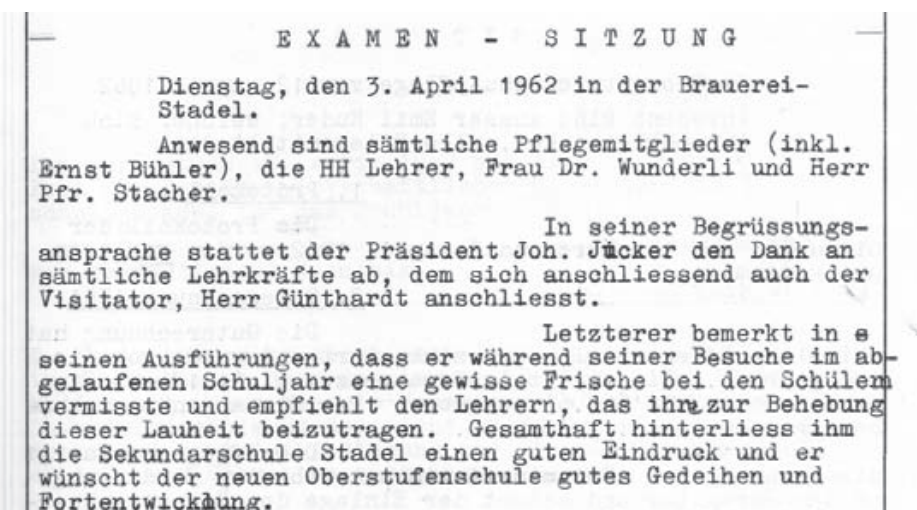 EXAMEN - SITZUNG
Dienstag, den 3. April 1962 in der Brauerei-
Stadel.
Anwesend sind sämtliche Pflegemitglieder (inkl.
Ernst Bühler), die HH Lehrer, Frau Dr. Wunderli und Herr
Pfr. Stacher.
In seiner Begrüssungs-
ansprache stattet der Präsident Joh. Jucker den Dank an
sämtliche Lehrkräfte ab, dem sich anschliessend auch der
Visitator, Herr Günthardt anschliesst.
Letzterer bemerkt in s
seinen Ausführungen, dass er während seiner Besuche im ab-
gelaufenen Schuljahr eine gewisse Frische bei den Schülern
vermisste und empfiehlt den Lehrern, das ihre zur Behebung
dieser Lauheit beizutragen. Gesamthaft hinterliess ihm
die Sekundarschule Stadel einen guten Eindruck und er
wünscht der neuen Oberstufenschule gutes Gedeihen und
Fortentwicklung.